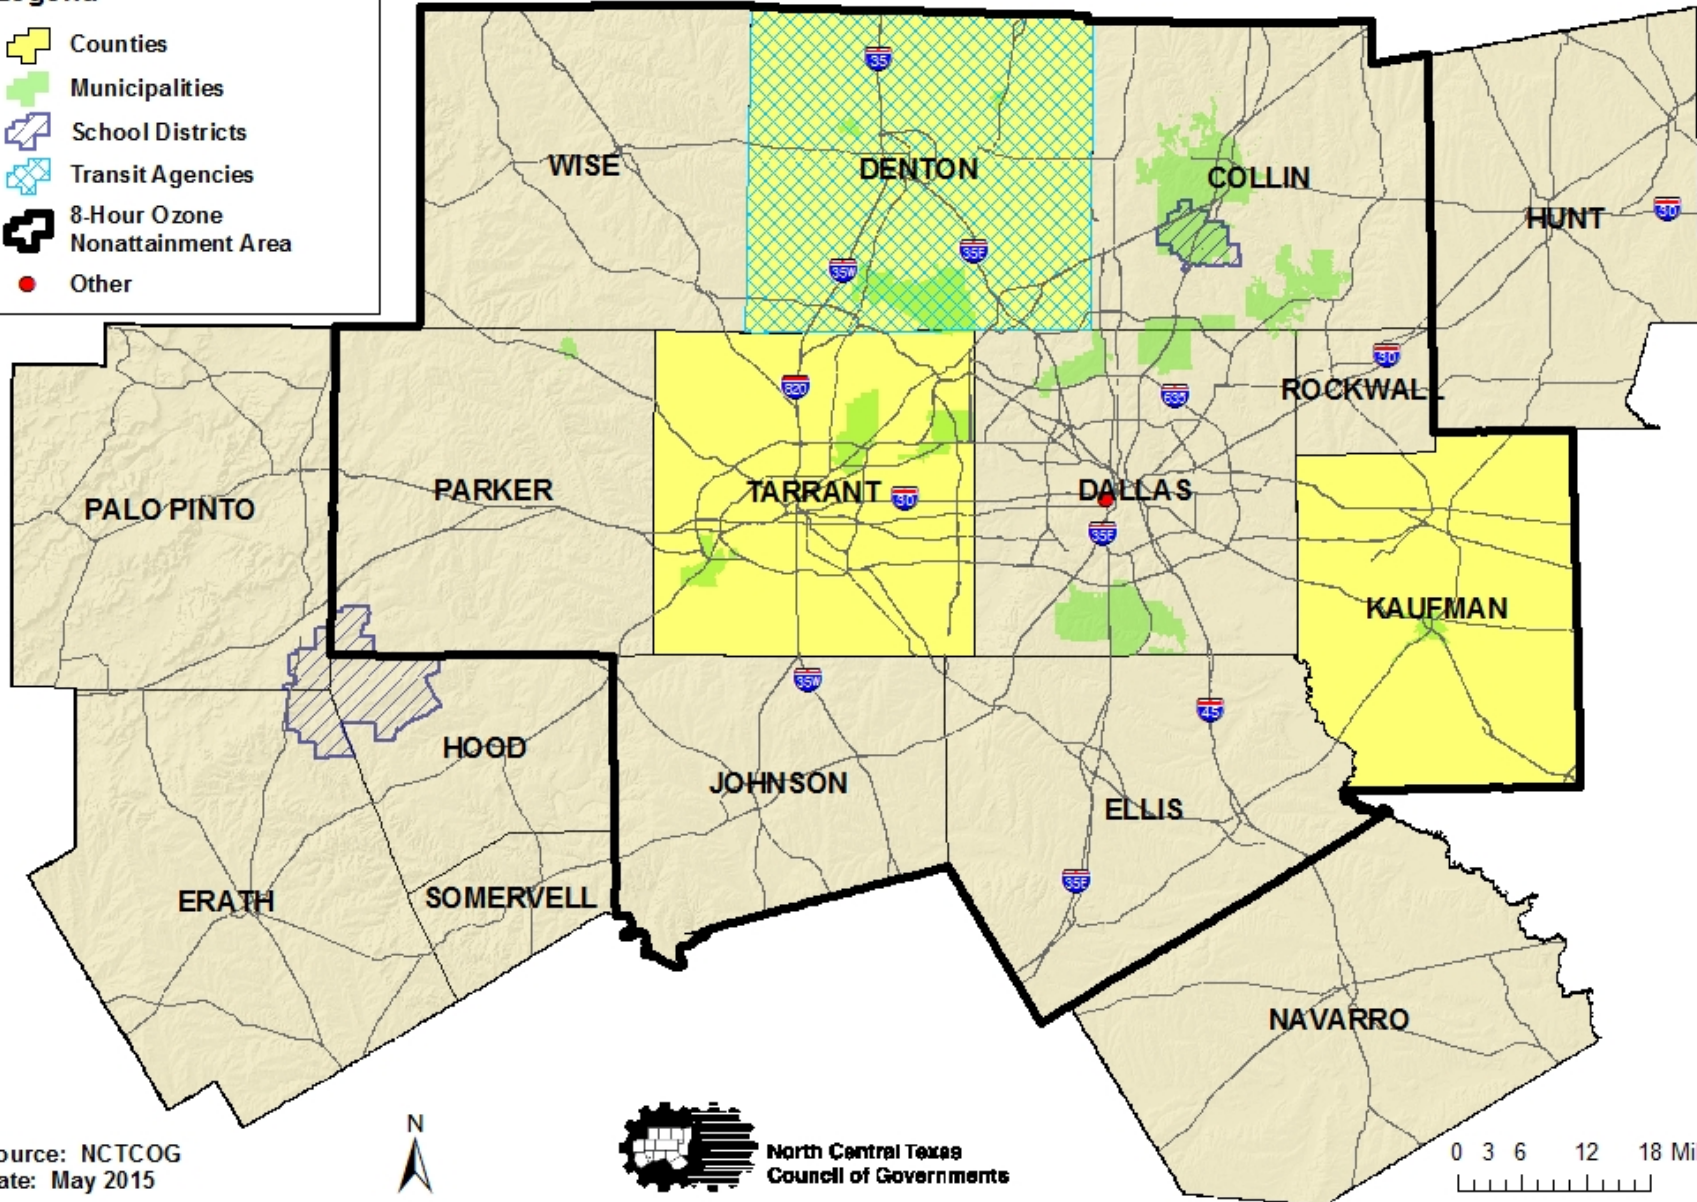 Counties
Municipalities
School Districts
Transit Agencies
8-Hour Ozone
Nonattainment Area
Other
35
WISE
DENTON
COLLIN
HUNT
30
35W
35E
820
30
635
ROCKWALL
PALO PINTO
PARKER
TARRANT
30
DALLAS
35E
KAUFMAN
35W
45
HOOD
JOHNSON
ELLIS
35E
ERATH
SOMERVELL
NAVARRO
N
North Central Texas
Council of Governments
ource: NCTCOG
ate: May 2015
0 3 6 12 18 Mil